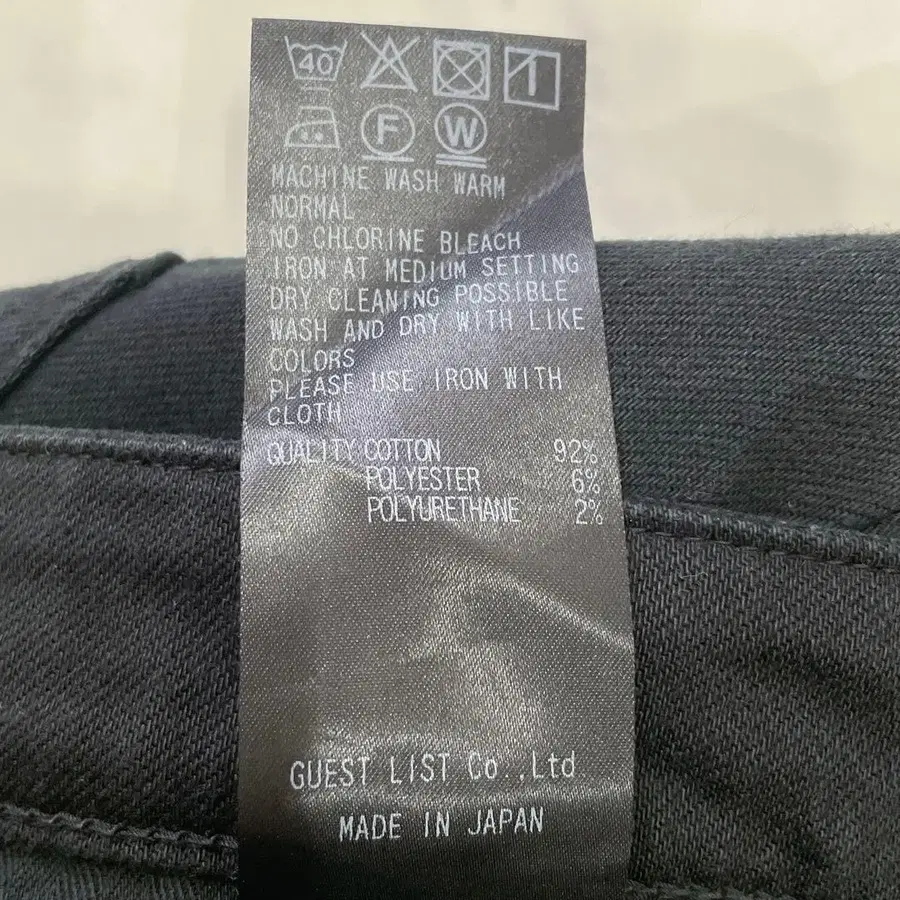 40
F W
MACHINE WASH WARM
NORMAL
NO CHLORINE BLEACH
IRON AT MEDIUM SETTING
DRY CLEANING POSSIBLE
WASH AND DRY WITH LIKE
COLORS
PLEASE USE IRON WITH
CLOTH
QUALITY COTTON 92%
POLYESTER 6%
POLYURETHANE 2%
GUEST LIST Co.,Ltd
MADE IN JAPAN